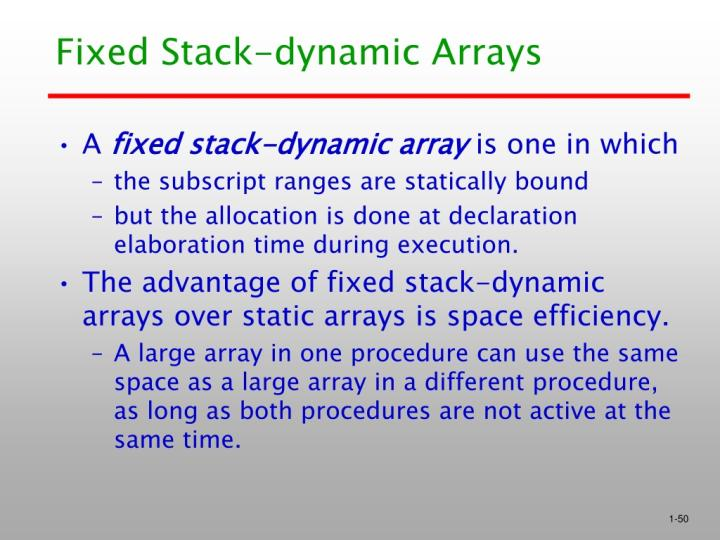 Fixed Stack-dynamic Arrays
• A fixed stack-dynamic array is one in which
– the subscript ranges are statically bound
– but the allocation is done at declaration
elaboration time during execution.
• The advantage of fixed stack-dynamic
arrays over static arrays is space efficiency.
– A large array in one procedure can use the same
space as a large array in a different procedure,
as long as both procedures are not active at the
same time.
1-50